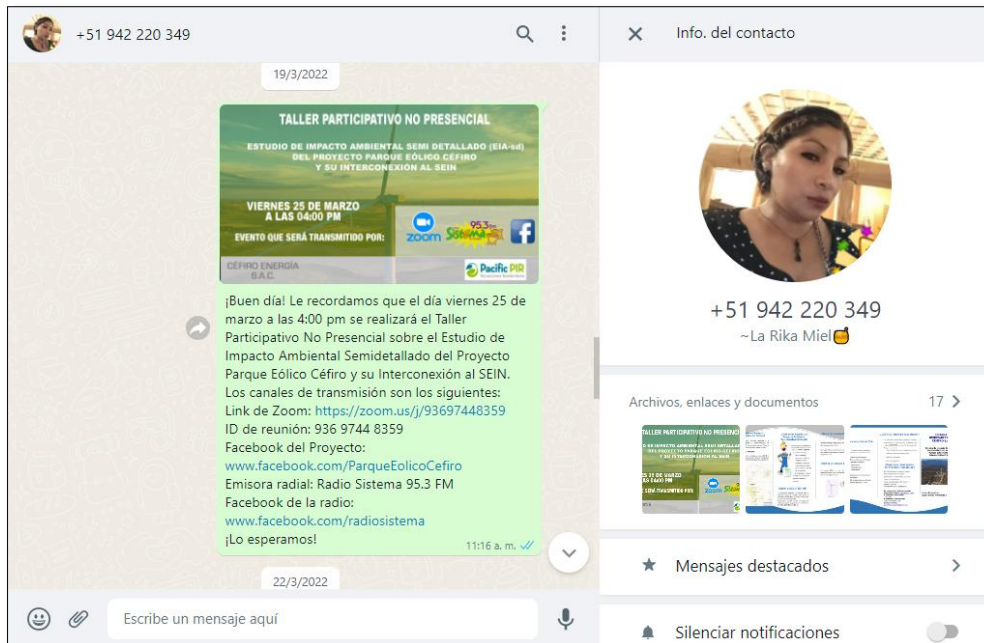 +51 942 220 349
19/3/2022
TALLER PARTICIPATIVO NO PRESENCIAL
ESTUDIO DE IMPACTO AMBIENTAL SEMI DETALLADO (EIA-sd)
DEL PROYECTO PARQUE EÓLICO CÉFIRO
Y SU INTERCONEXIÓN AL SEIN
VIERNES 25 DE MARZO
A LAS 04:00 PM
EVENTO QUE SERÁ TRANSMITIDO POR:
zoom
Sistema
95.3
CÉFIRO ENERGÍA
S.A.C.
Pacific PIR
¡Buen día! Le recordamos que el día viernes 25 de
marzo a las 4:00 pm se realizará el Taller
Participativo No Presencial sobre el Estudio de
Impacto Ambiental Semidetallado del Proyecto
Parque Eólico Céfiro y su Interconexión al SEIN.
Los canales de transmisión son los siguientes:
Link de Zoom: https://zoom.us/j/93697448359
ID de reunión: 936 9744 8359
Facebook del Proyecto:
www.facebook.com/ParqueEolicoCefiro
Emisora radial: Radio Sistema 95.3 FM
Facebook de la radio:
www.facebook.com/radiosistema
¡Lo esperamos!
11:16 a. m.
22/3/2022
Escribe un mensaje aquí
Info. del contacto
+51 942 220 349
~La Rika Miel🍯
Archivos, enlaces y documentos
17
Mensajes destacados
Silenciar notificaciones